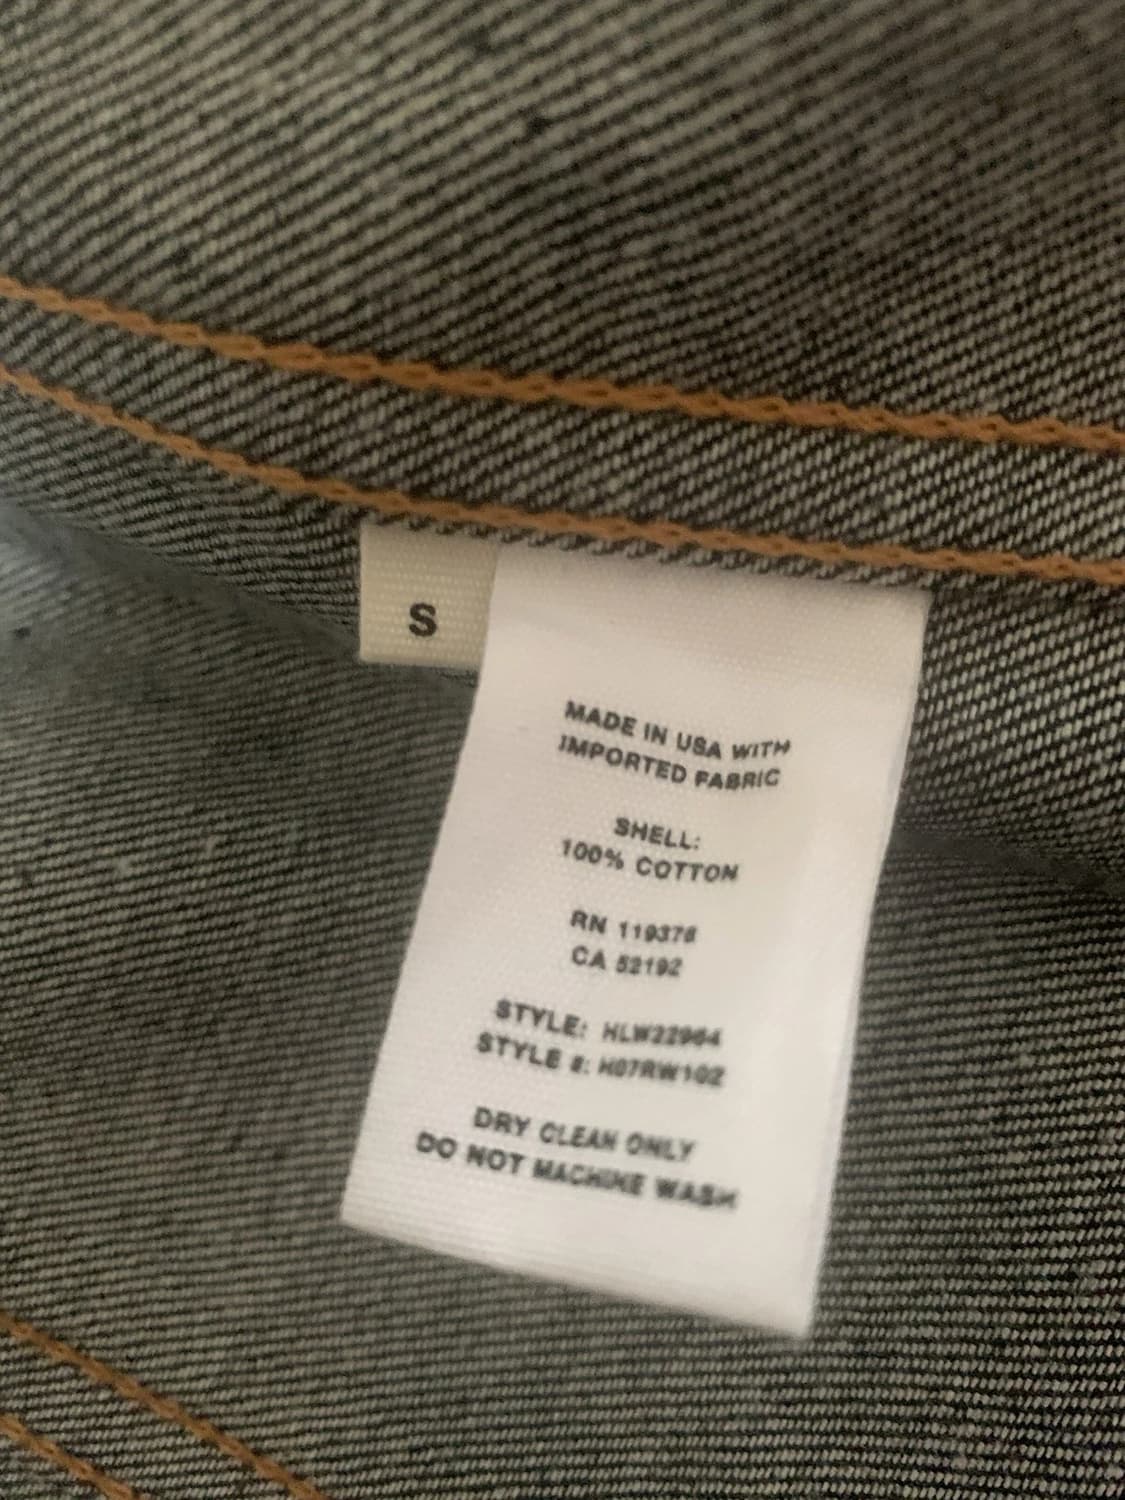 S
MADE IN USA WITH
IMPORTED FABRIC
SHELL:
100% COTTON
RN 119376
CA 52192
STYLE: HLW22964
STYLE #: H07RW102
DRY CLEAN ONLY
DO NOT MACHINE WASH